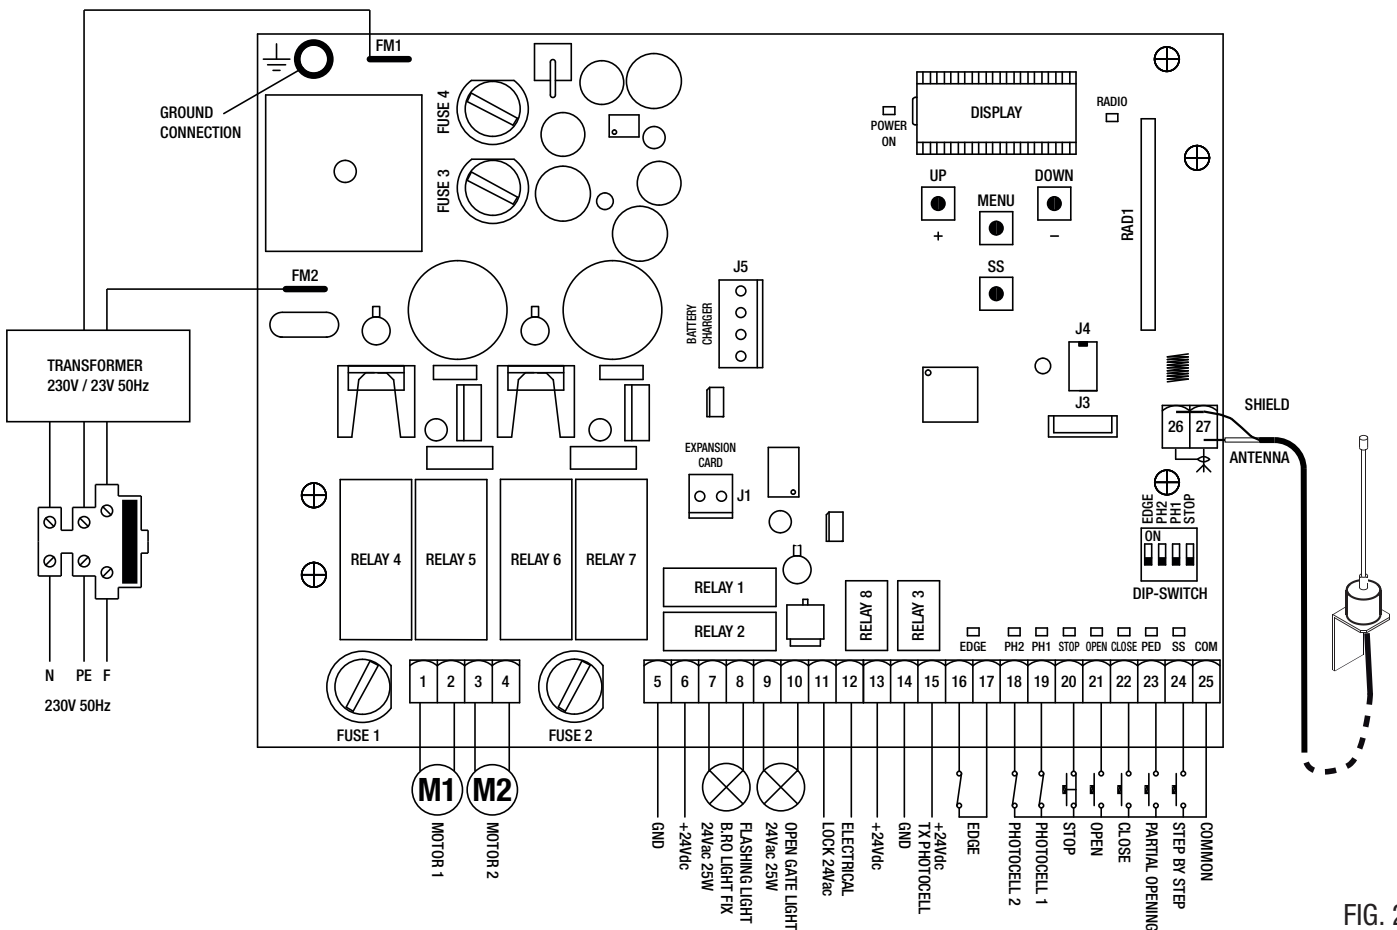 FM1
GROUND
CONNECTION
FUSE 4
FUSE 3
POWER
ON
DISPLAY
RADIO
UP
+
MENU
DOWN
–
SS
RAD1
FM2
TRANSFORMER
230V / 23V 50Hz
J5
BATTERY
CHARGER
J4
J3
SHIELD
26 27
ANTENNA
EXPANSION
CARD
J1
EDGE
PH2
PH1
STOP
ON
DIP-SWITCH
RELAY 4
RELAY 5
RELAY 6
RELAY 7
RELAY 1
RELAY 2
RELAY 8
RELAY 3
N PE F
230V 50Hz
EDGE PH2 PH1 STOP OPEN CLOSE PED SS COM
1 2 3 4
5 6 7 8 9 10 11 12 13 14 15 16 17 18 19 20 21 22 23 24 25
FUSE 1
FUSE 2
M1 M2
MOTOR 1
MOTOR 2
GND
+24Vdc
FLASHING LIGHT
B.RO LIGHT FIX
24Vac 25W
OPEN GATE LIGHT
24Vac 25W
ELECTRICAL
LOCK 24Vac
+24Vdc
GND
+24Vdc
TX PHOTOCELL
EDGE
PHOTOCELL 2
PHOTOCELL 1
STOP
OPEN
CLOSE
PARTIAL OPENING
STEP BY STEP
COMMON
FIG. 2